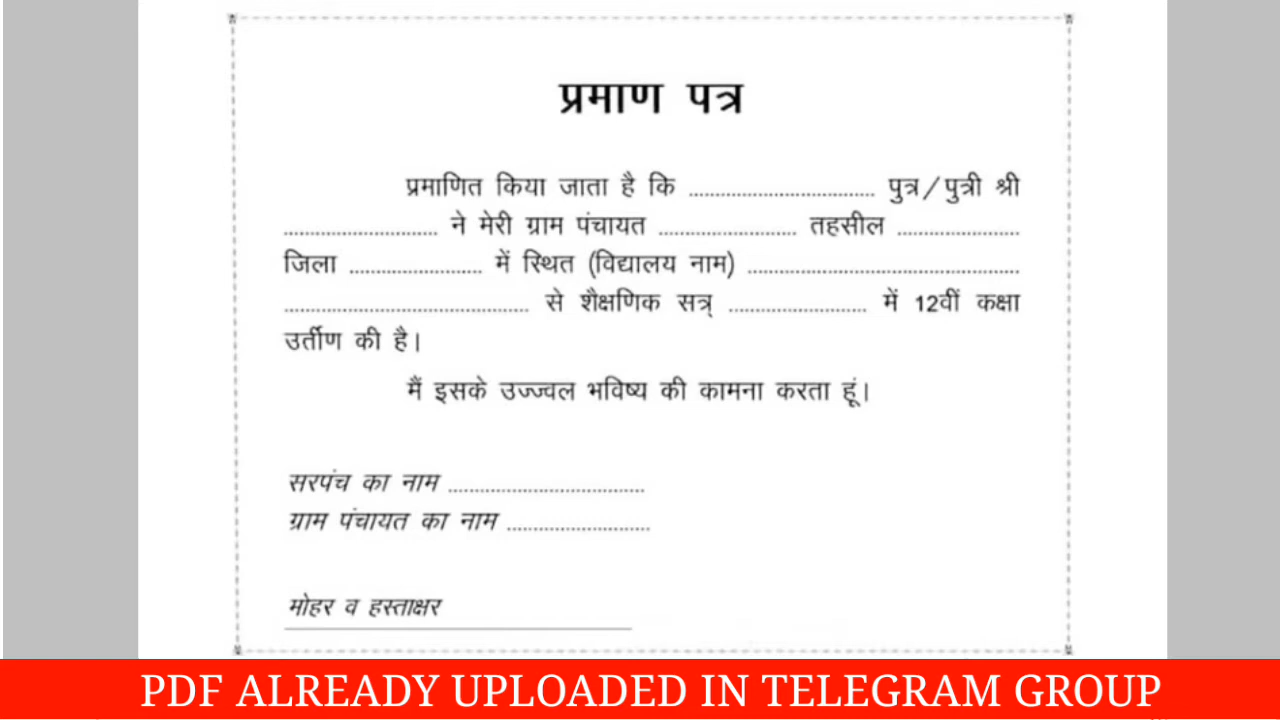 प्रमाण पत्र
प्रमाणित किया जाता है कि ................................... पुत्र/पुत्री श्री
............................. ने मेरी ग्राम पंचायत .......................... तहसील .......................
जिला ......................... में स्थित (विद्यालय नाम) ...................................................
.............................................. से शैक्षणिक सत्र् .......................... में 12वीं कक्षा
उर्तीण की है।
मैं इसके उज्ज्वल भविष्य की कामना करता हूं।
सरपंच का नाम .....................................
ग्राम पंचायत का नाम ...........................
मोहर व हस्ताक्षर
PDF ALREADY UPLOADED IN TELEGRAM GROUP